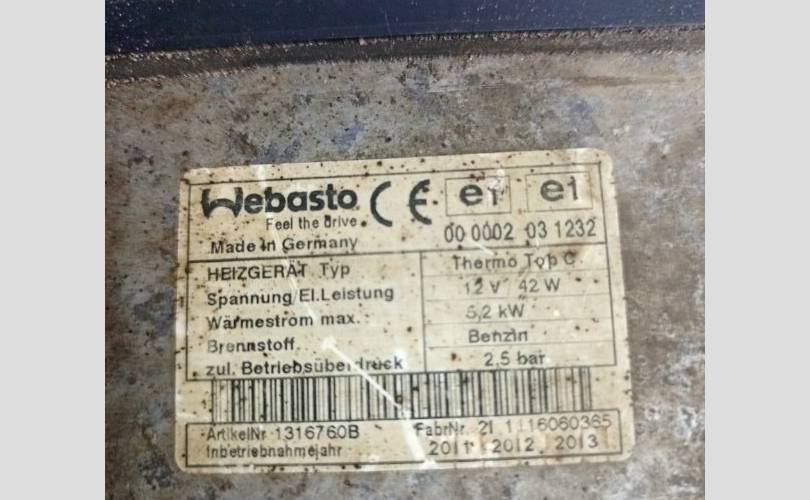 Webasto CE e1 e1
Feel the drive
Made in Germany 00 0002 03 1232
HEIZGERÄT Typ Thermo Top C
Spannung/El.Leistung 12 V 42 W
Wärmestrom max. 5,2 kW
Brennstoff Benzin
zul. Betriebsüberdruck 2,5 bar
ArtikelNr 1316760B FabrNr. 21 1116060365
Inbetriebnahmejahr 2011 2012 2013